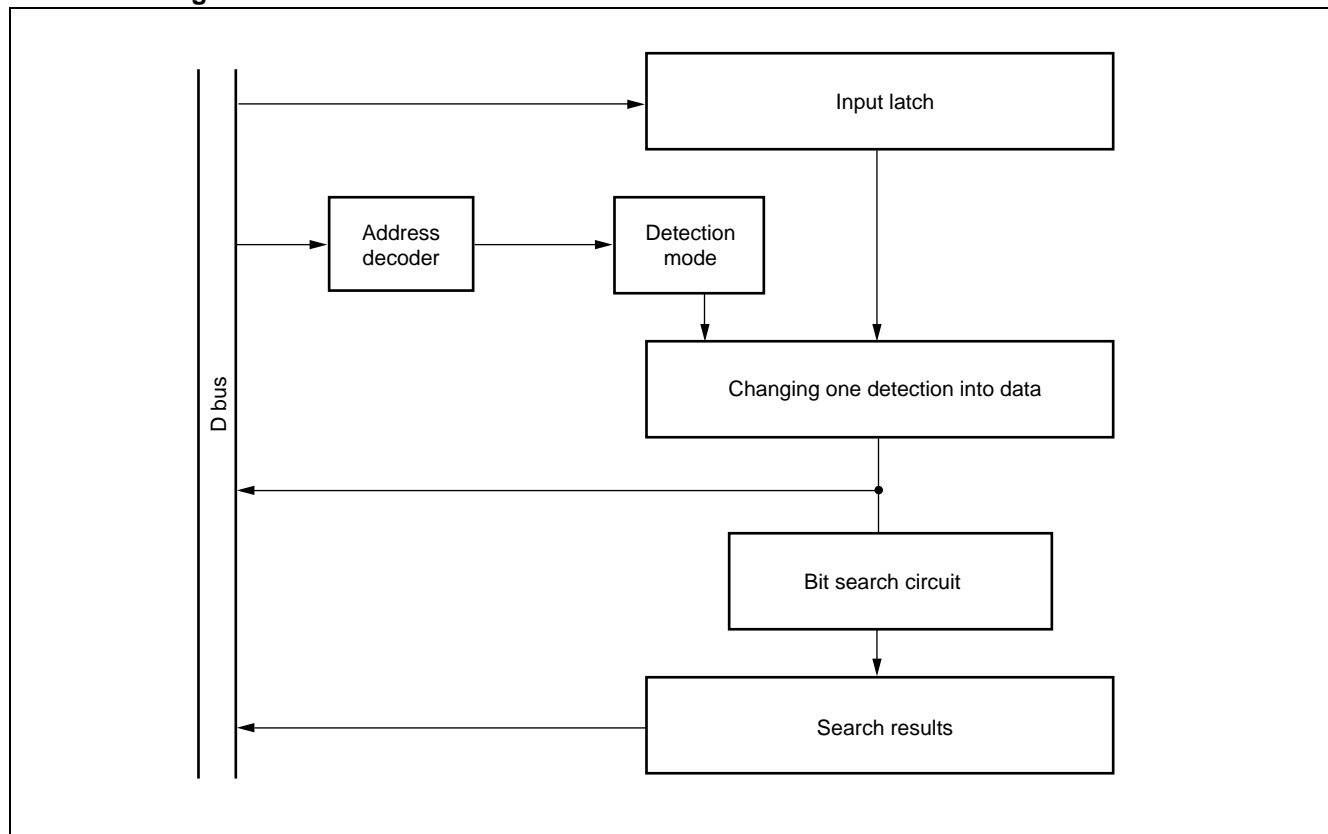 Input latch
Address
decoder
Detection
mode
D bus
Changing one detection into data
Bit search circuit
Search results